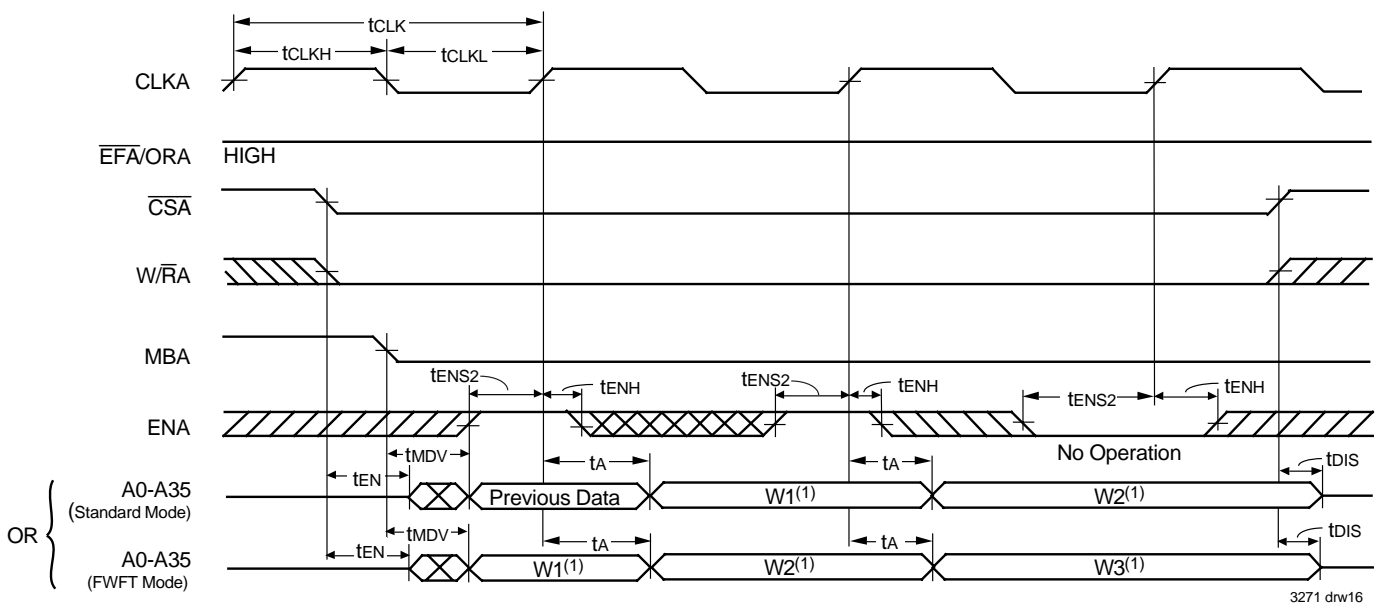 tCLK
tCLKH tCLKL
CLKA
EFA/ORA HIGH
CSA
W/RA
MBA
tENS2 tENH tENS2 tENH tENS2 tENH
ENA
No Operation
tMDV tA tA tDIS
tEN
A0-A35 Previous Data W1(1) W2(1)
(Standard Mode)
OR
tMDV tA tA tDIS
tEN
A0-A35 W1(1) W2(1) W3(1)
(FWFT Mode)
3271 drw16